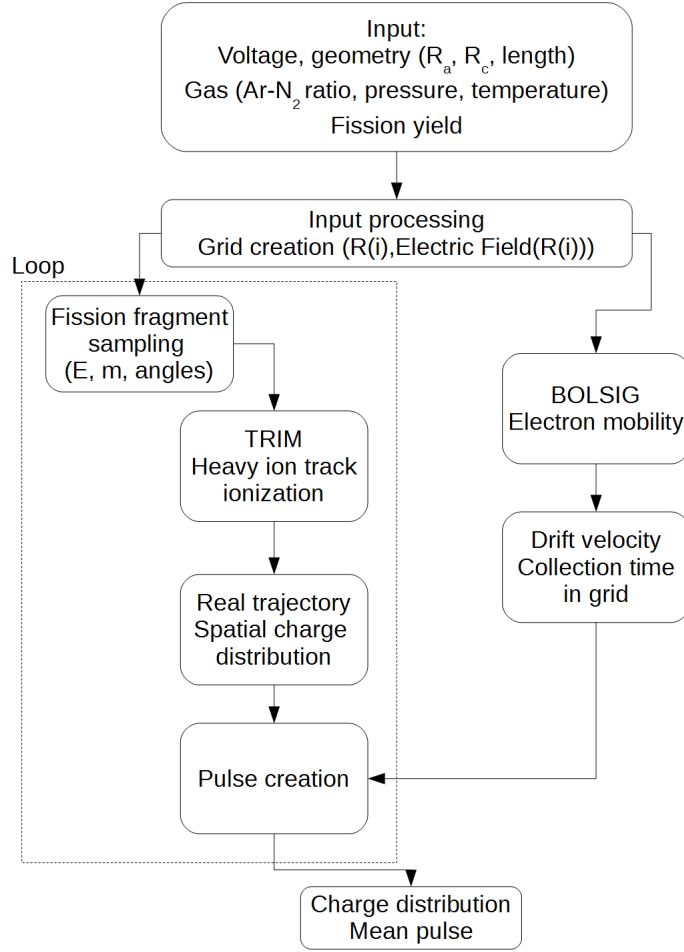 Input:
Voltage, geometry (Rₐ, R꜀, length)
Gas (Ar-N₂ ratio, pressure, temperature)
Fission yield
Input processing
Grid creation (R(i),Electric Field(R(i)))
Loop
Fission fragment
sampling
(E, m, angles)
TRIM
Heavy ion track
ionization
Real trajectory
Spatial charge
distribution
BOLSIG
Electron mobility
Drift velocity
Collection time
in grid
Pulse creation
Charge distribution
Mean pulse